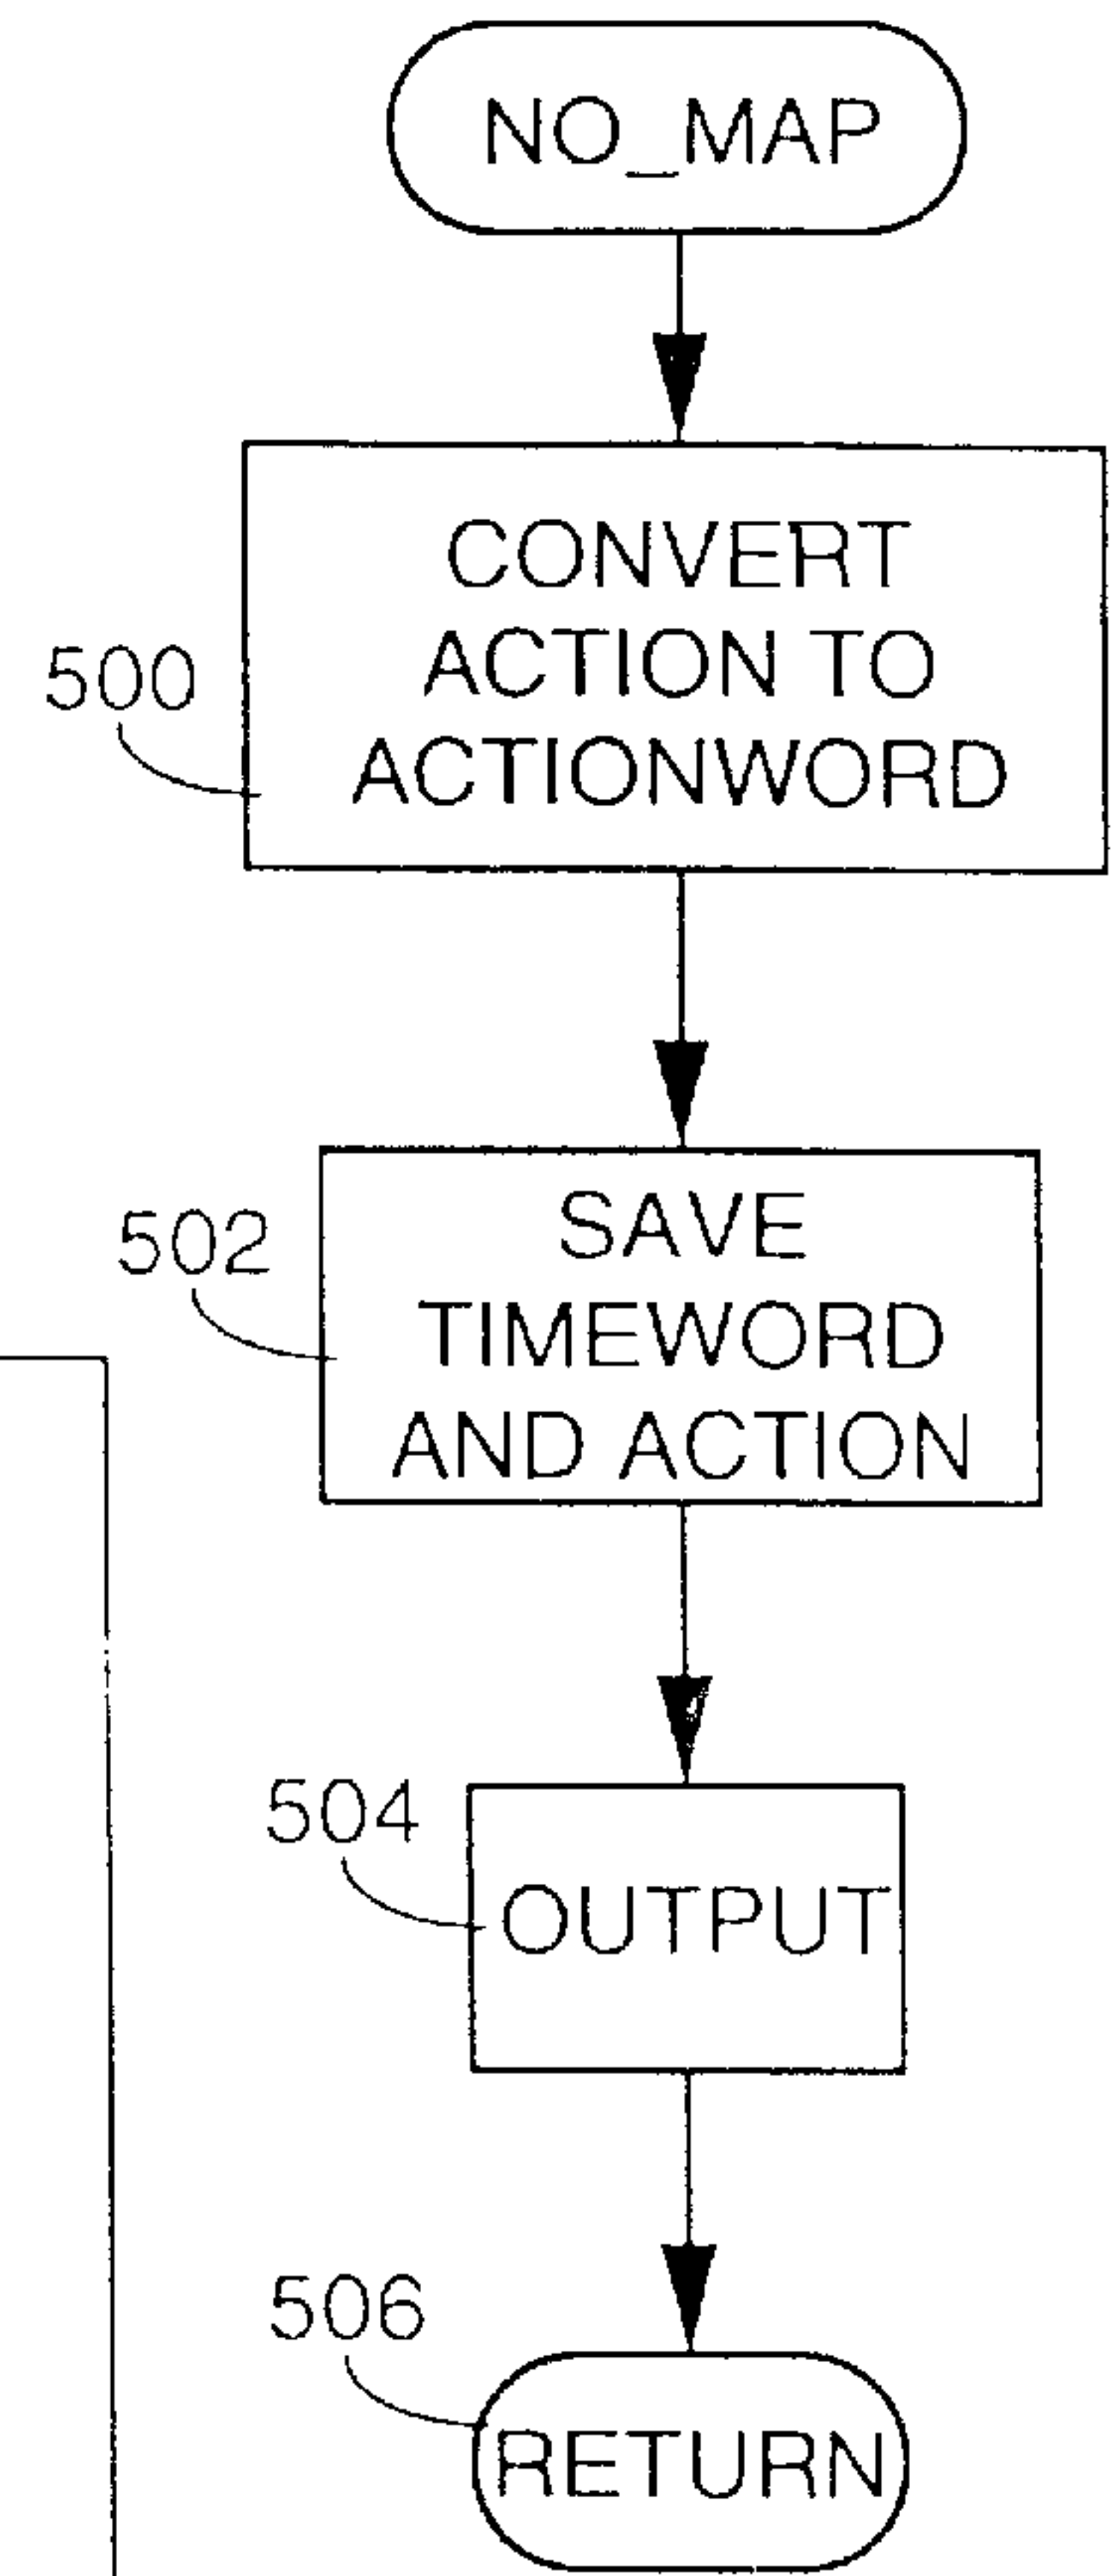 NO_MAP
CONVERT
ACTION TO
ACTIONWORD
500
SAVE
TIMEWORD
AND ACTION
502
OUTPUT
504
RETURN
506